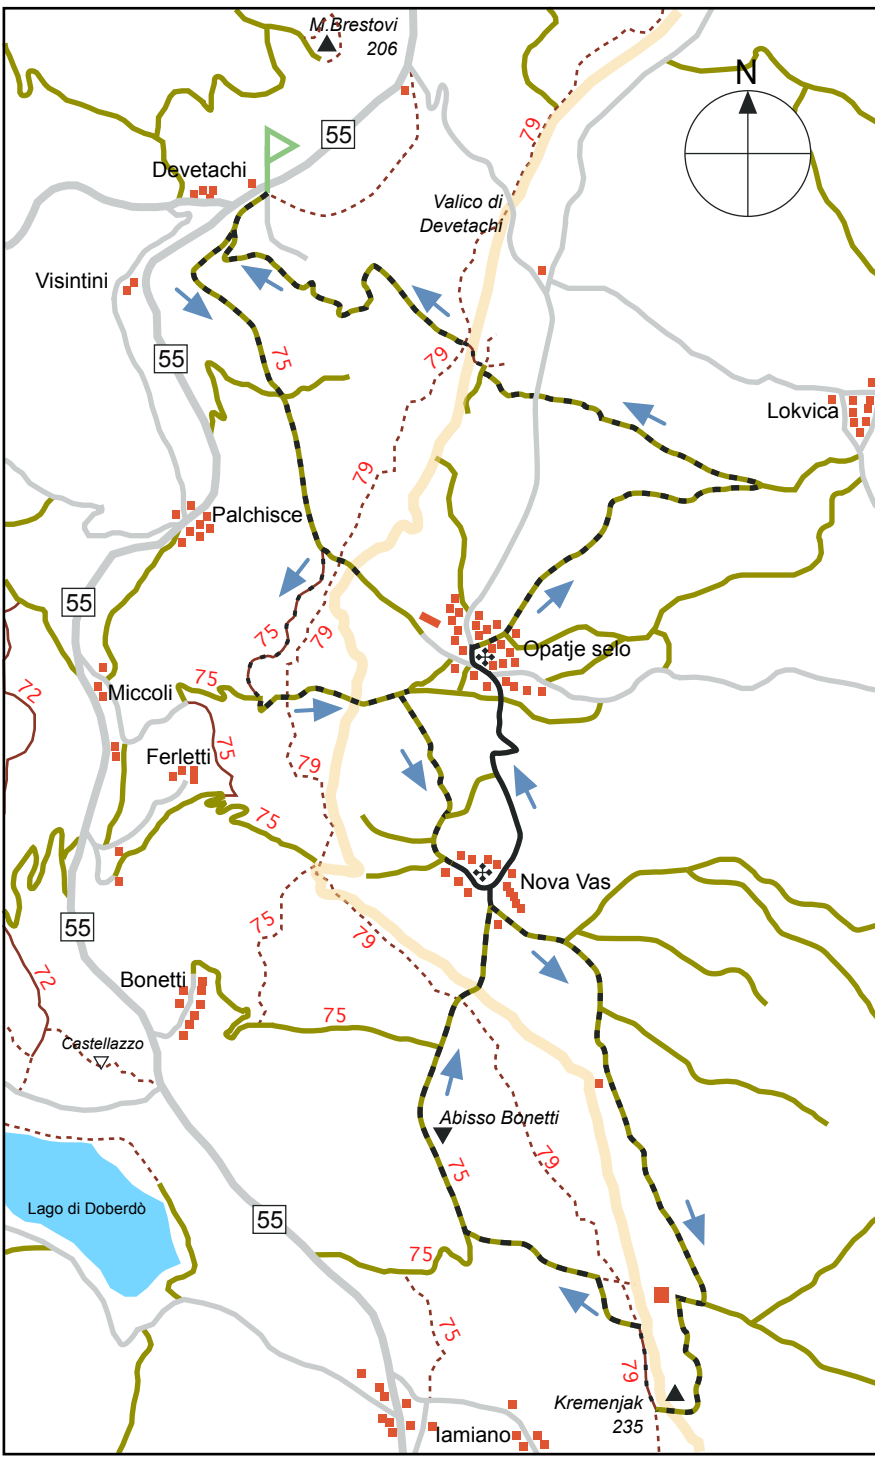 M.Brestovi
206
N
55
79
Devetachi
Valico di
Devetachi
Visintini
55
75
79
Lokvica
79
Palchisce
55
75
79
Opatje selo
75
72
Miccoli
75
Ferletti
79
75
Nova Vas
75
79
55
72
Bonetti
75
Castellazzo
Abisso Bonetti
79
75
Lago di Doberdò
55
75
75
79
Kremenjak
235
Iamiano